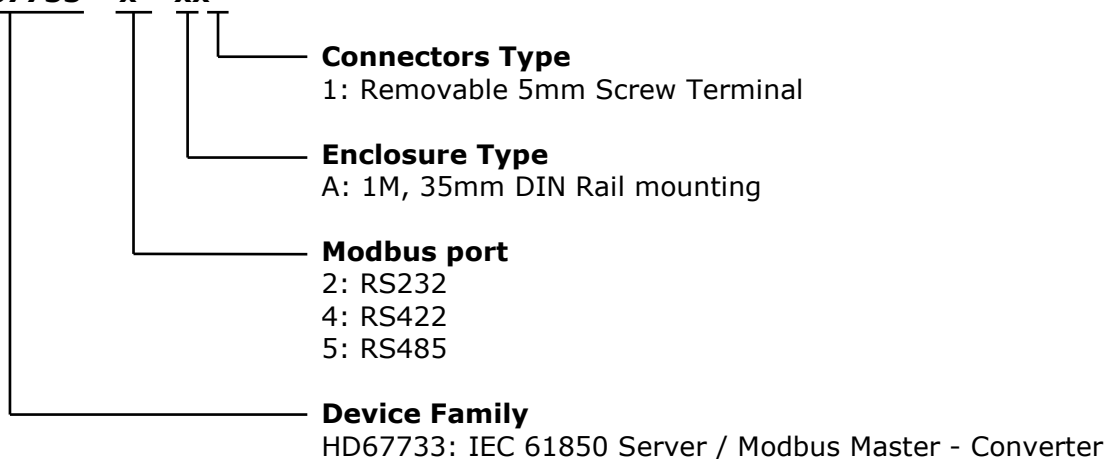 Connectors Type
1: Removable 5mm Screw Terminal
Enclosure Type
A: 1M, 35mm DIN Rail mounting
Modbus port
2: RS232
4: RS422
5: RS485
Device Family
HD67733: IEC 61850 Server / Modbus Master - Converter